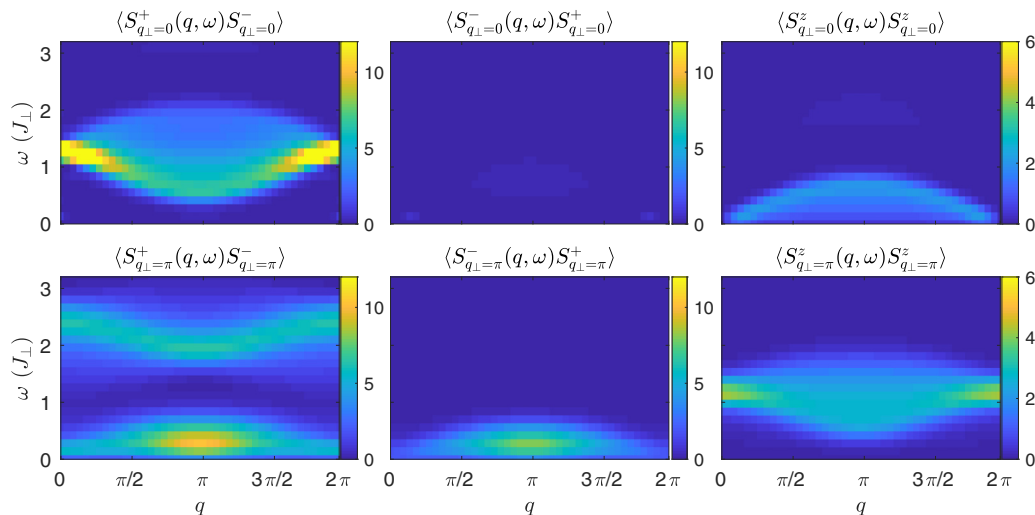 ⟨S⁺_{q⊥=0}(q, ω)S⁻_{q⊥=0}⟩ ⟨S⁻_{q⊥=0}(q, ω)S⁺_{q⊥=0}⟩ ⟨S^z_{q⊥=0}(q, ω)S^z_{q⊥=0}⟩
3 10 10 6
2 4
ω (J⊥)
1 5 5 2
0 0 0 0
⟨S⁺_{q⊥=π}(q, ω)S⁻_{q⊥=π}⟩ ⟨S⁻_{q⊥=π}(q, ω)S⁺_{q⊥=π}⟩ ⟨S^z_{q⊥=π}(q, ω)S^z_{q⊥=π}⟩
3 10 10 6
2 4
ω (J⊥)
1 5 5 2
0 0 0 0
0 π/2 π 3π/2 2π π/2 π 3π/2 0 π/2 π 3π/2 2π
q q q